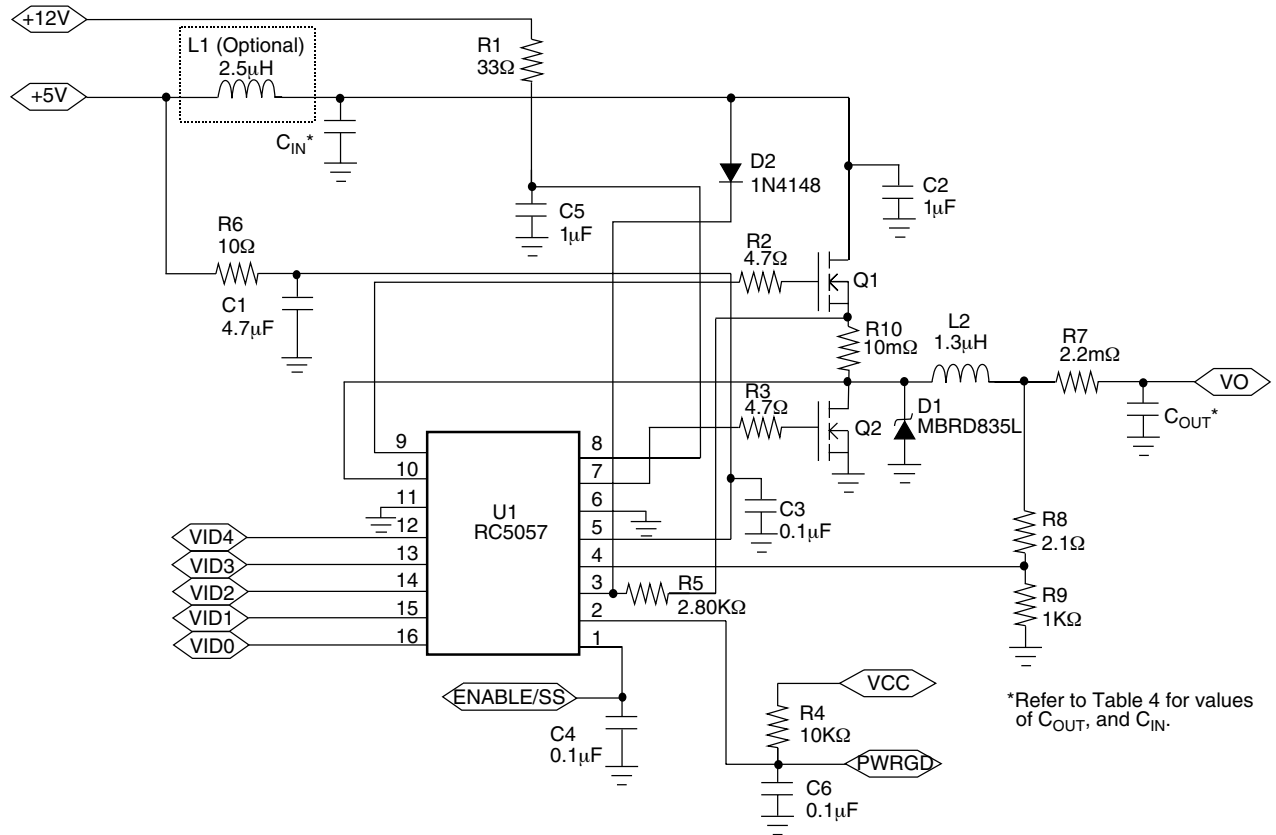 +12V
L1 (Optional)
2.5μH
R1
33Ω
+5V
CIN*
D2
1N4148
C2
1μF
C5
1μF
R6
10Ω
R2
4.7Ω
Q1
C1
4.7μF
R10
10mΩ
L2
1.3μH
R7
2.2mΩ
VO
R3
4.7Ω
Q2
D1
MBRD835L
COUT*
9
10
11
12
13
14
15
16
U1
RC5057
8
7
6
5
4
3
2
1
C3
0.1μF
VID4
VID3
VID2
VID1
VID0
R8
2.1Ω
R5
2.80KΩ
R9
1KΩ
ENABLE/SS
C4
0.1μF
VCC
R4
10KΩ
PWRGD
C6
0.1μF
*Refer to Table 4 for values
of COUT, and CIN.